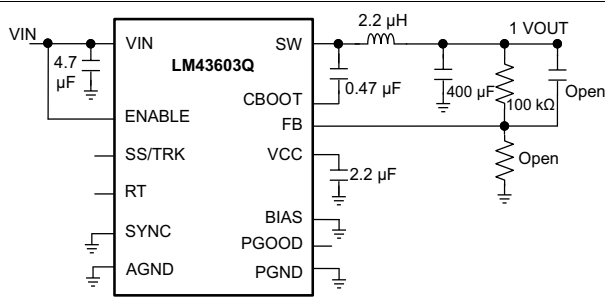 VIN
4.7
µF
VIN
ENABLE
SS/TRK
RT
SYNC
AGND
LM43603Q
SW
CBOOT
FB
VCC
BIAS
PGOOD
PGND
2.2 µH
0.47 µF
2.2 µF
400 µF
1 VOUT
100 kΩ
Open
Open